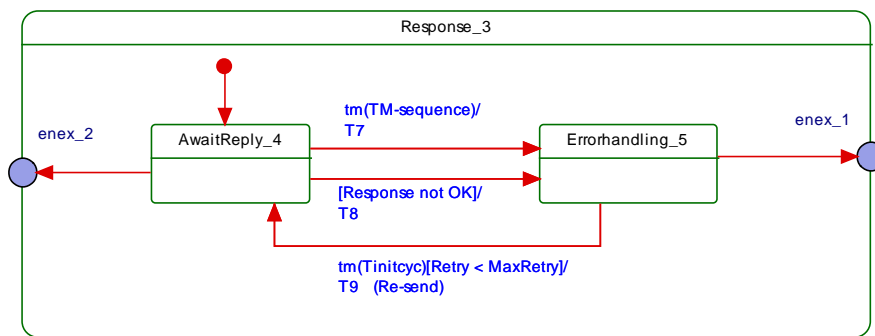 Response_3
enex_2
AwaitReply_4
tm(TM-sequence)/
T7
Errorhandling_5
enex_1
[Response not OK]/
T8
tm(Tinitcyc)[Retry < MaxRetry]/
T9 (Re-send)